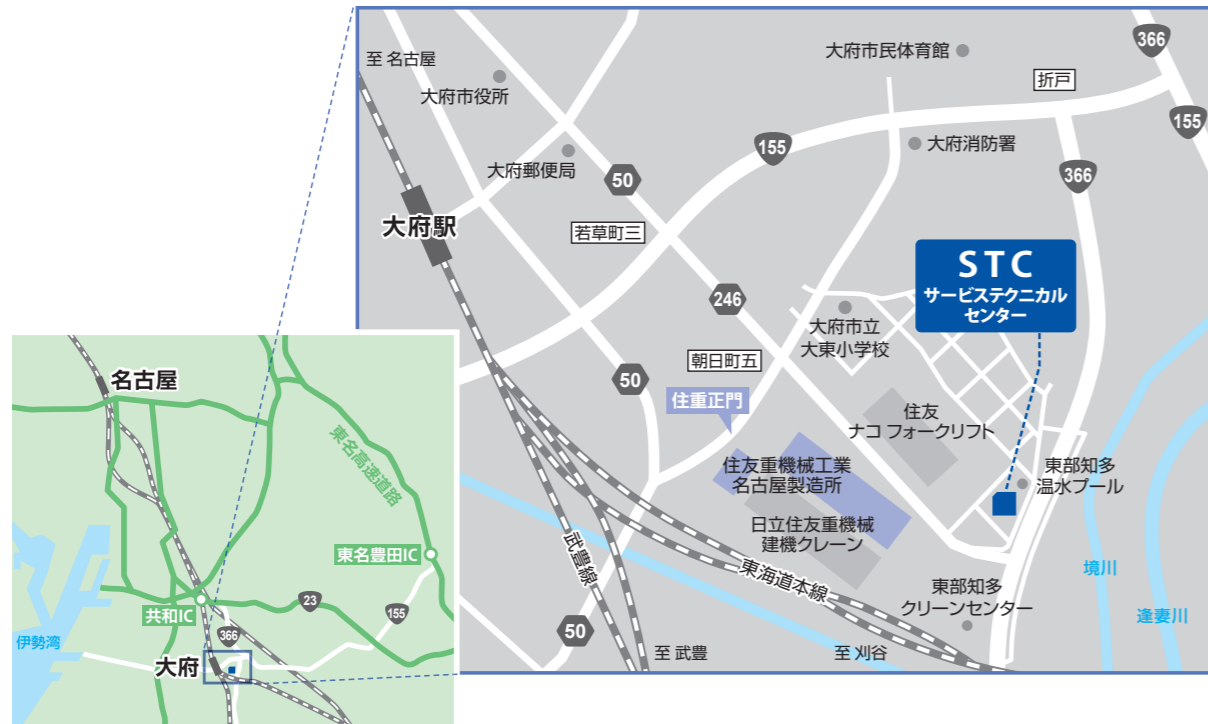 至 名古屋
大府市役所
大府郵便局
大府駅
大府市民体育館
折戸
366
155
155
大府消防署
366
50
若草町三
STC
サービステクニカル
センター
246
大府市立
大東小学校
朝日町五
50
住重正門
住友
ナコ フォークリフト
住友重機械工業
名古屋製造所
東部知多
温水プール
日立住友重機械
建機クレーン
武豊線
東海道本線
東部知多
クリーンセンター
境川
逢妻川
50
至 武豊
至 刈谷
名古屋
東名高速道路
東名豊田IC
共和IC
23
155
366
伊勢湾
大府